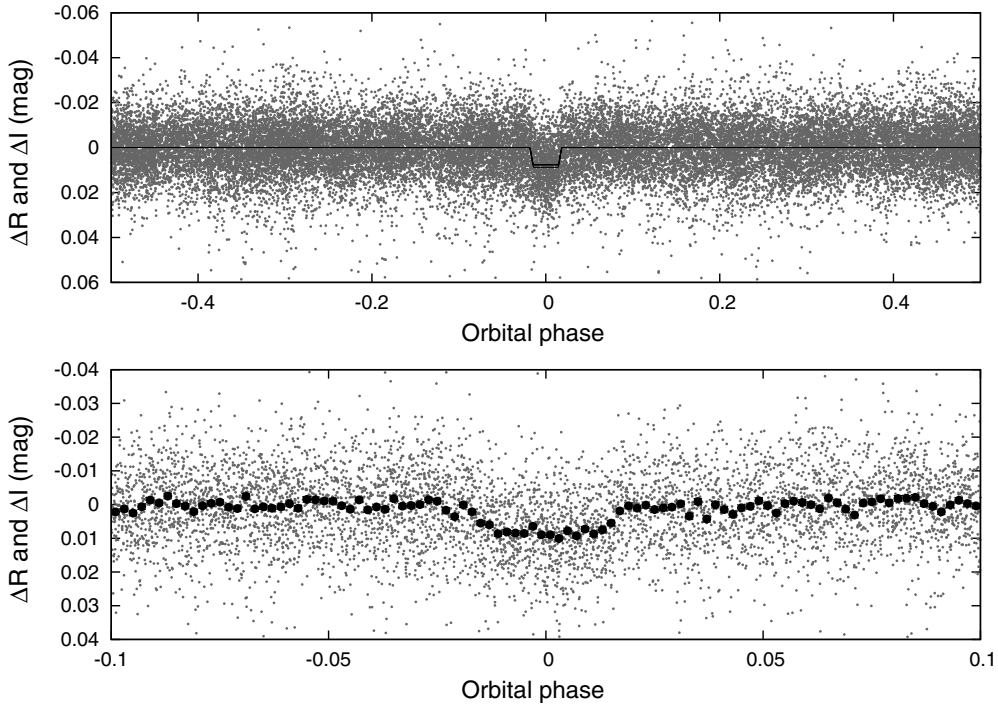 -0.06
-0.04
-0.02
0
0.02
0.04
0.06
ΔR and ΔI (mag)
-0.4 -0.2 0 0.2 0.4
Orbital phase
-0.04
-0.03
-0.02
-0.01
0
0.01
0.02
0.03
0.04
ΔR and ΔI (mag)
-0.1 -0.05 0 0.05 0.1
Orbital phase